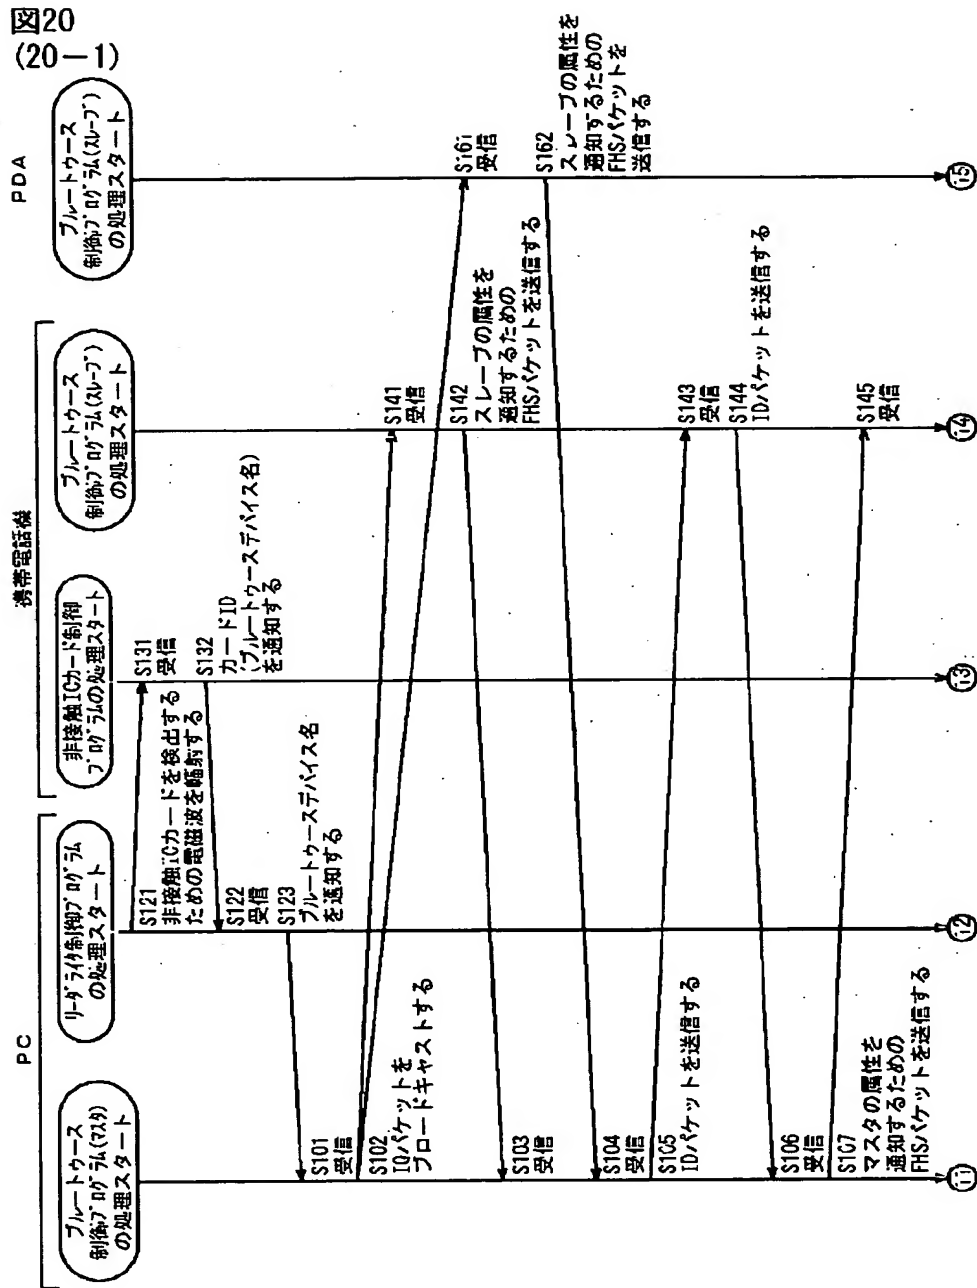 図20
(20-1)
PC
携帯電話機
PDA
ブルートゥース
制御プログラム(マスタ)
の処理スタート
リーダライタ制御プログラム
の処理スタート
非接触ICカード制御
プログラムの処理スタート
ブルートゥース
制御プログラム(スレーブ)
の処理スタート
ブルートゥース
制御プログラム(スレーブ)
の処理スタート
S121
非接触ICカードを検出する
ための電磁波を輻射する
S131
受信
S132
カードID
(ブルートゥースデバイス名)
を通知する
S122
受信
S123
ブルートゥースデバイス名
を通知する
S101
受信
S102
IQパケットを
ブロードキャストする
S141
受信
S161
受信
S142
スレーブの属性を
通知するための
FHSパケットを送信する
S162
スレーブの属性を
通知するための
FHSパケットを
送信する
S103
受信
S104
受信
S105
IDパケットを送信する
S143
受信
S144
IDパケットを送信する
S106
受信
S107
マスタの属性を
通知するための
FHSパケットを送信する
S145
受信
i1
i2
i3
i4
i5